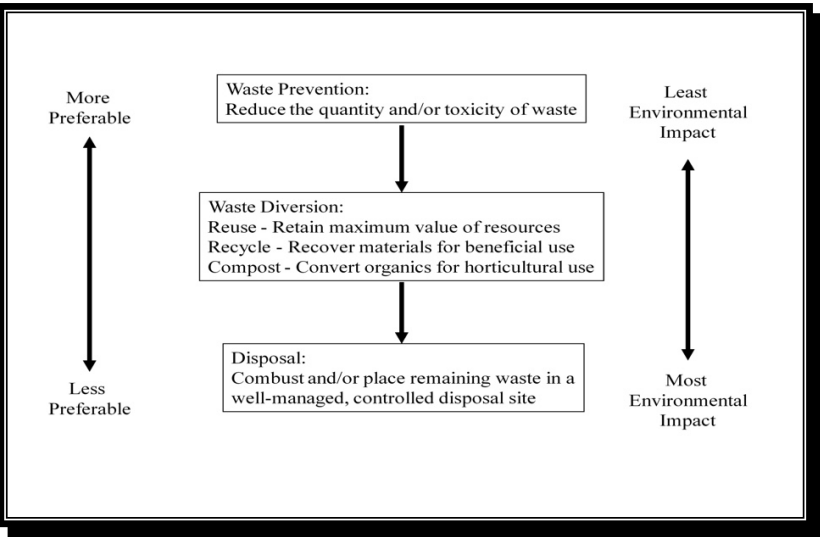 More
Preferable
Waste Prevention:
Reduce the quantity and/or toxicity of waste
Least
Environmental
Impact
Waste Diversion:
Reuse - Retain maximum value of resources
Recycle - Recover materials for beneficial use
Compost - Convert organics for horticultural use
Disposal:
Combust and/or place remaining waste in a
well-managed, controlled disposal site
Less
Preferable
Most
Environmental
Impact